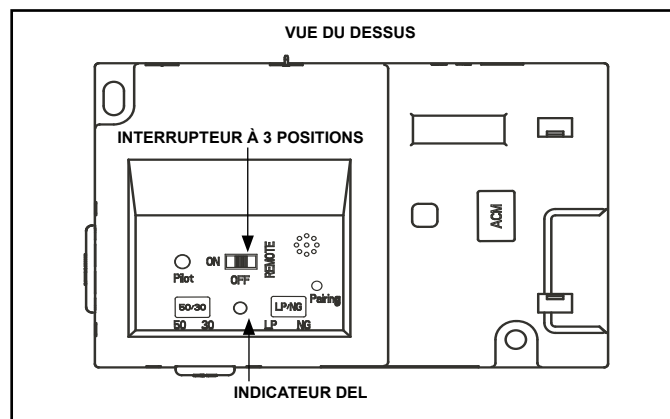 VUE DU DESSUS
INTERRUPTEUR À 3 POSITIONS
ON
OFF
REMOTE
Pilot
Pairing
50/30
50 30
LP/NG
LP NG
ACM
INDICATEUR DEL